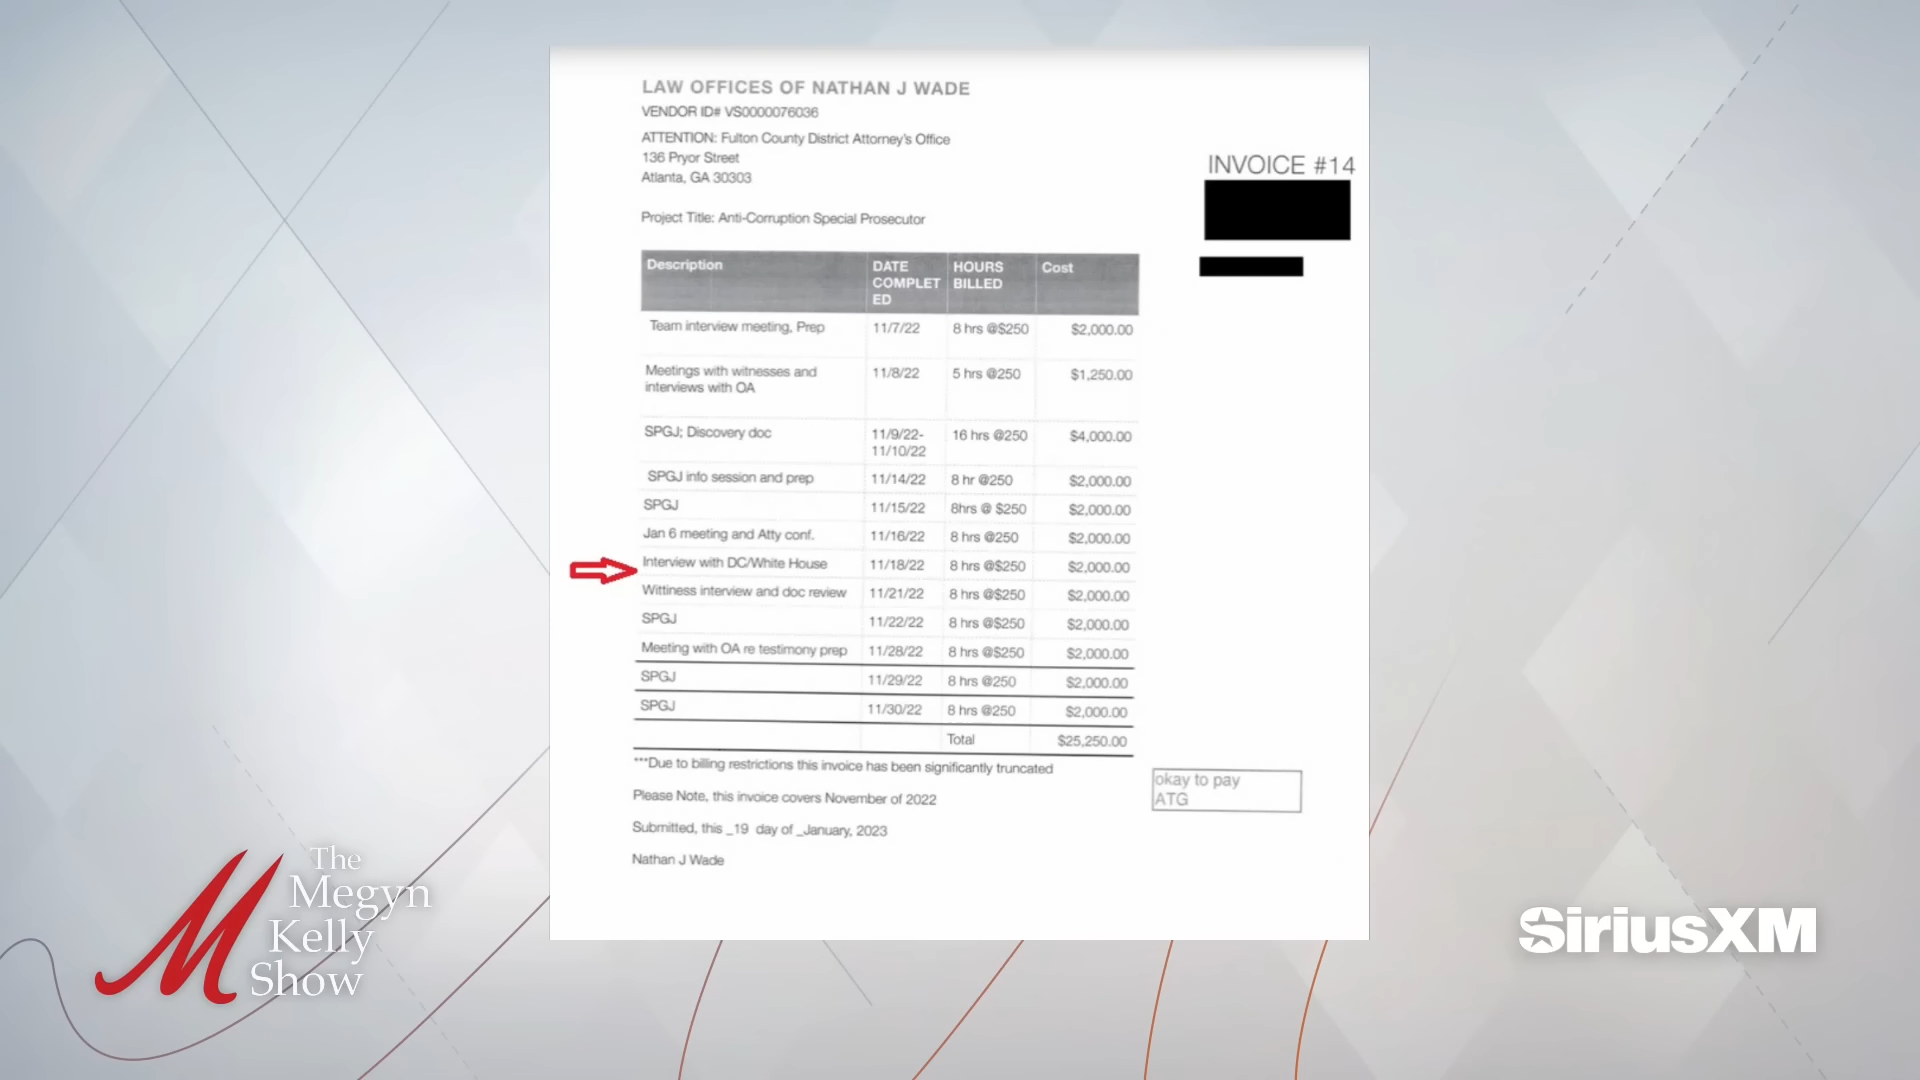 LAW OFFICES OF NATHAN J WADE
VENDOR ID# VS0000076036
ATTENTION: Fulton County District Attorney's Office
136 Pryor Street
Atlanta, GA 30303
INVOICE #14
Project Title: Anti-Corruption Special Prosecutor
Description DATE COMPLET ED HOURS BILLED Cost
Team interview meeting, Prep 11/7/22 8 hrs @$250 $2,000.00
Meetings with witnesses and interviews with OA 11/8/22 5 hrs @250 $1,250.00
SPGJ; Discovery doc 11/9/22- 11/10/22 16 hrs @250 $4,000.00
SPGJ info session and prep 11/14/22 8 hr @250 $2,000.00
SPGJ 11/15/22 8hrs @ $250 $2,000.00
Jan 6 meeting and Atty conf. 11/16/22 8 hrs @250 $2,000.00
Interview with DC/White House 11/18/22 8 hrs @$250 $2,000.00
Wittiness interview and doc review 11/21/22 8 hrs @$250 $2,000.00
SPGJ 11/22/22 8 hrs @$250 $2,000.00
Meeting with OA re testimony prep 11/28/22 8 hrs @$250 $2,000.00
SPGJ 11/29/22 8 hrs @250 $2,000.00
SPGJ 11/30/22 8 hrs @250 $2,000.00
Total $25,250.00
***Due to billing restrictions this invoice has been significantly truncated
okay to pay
ATG
Please Note, this invoice covers November of 2022
Submitted, this _19 day of _January, 2023
Nathan J Wade
The
Megyn
Kelly
Show
SiriusXM